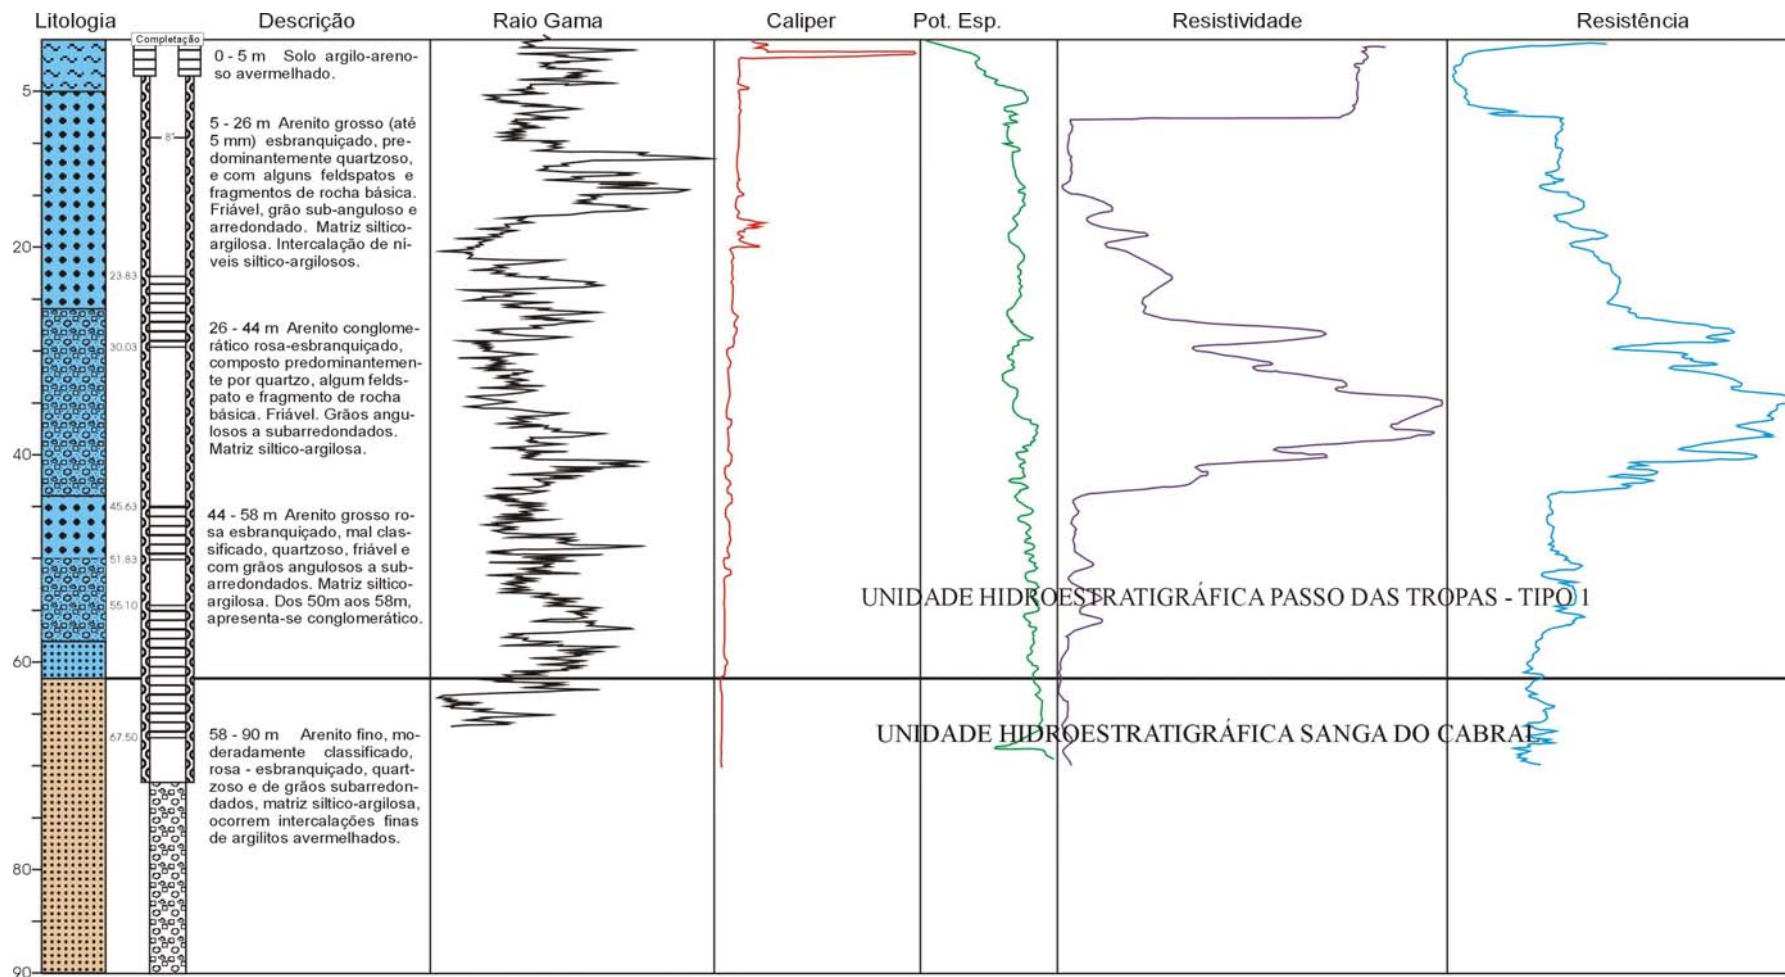 Litologia
Descrição
Raio Gama
Caliper
Pot. Esp.
Resistividade
Resistência
Completação
0 - 5 m Solo argilo-areno-
so avermelhado.
5
5 - 26 m Arenito grosso (até
5 mm) esbranquiçado, pre-
dominantemente quartzoso,
e com alguns feldspatos e
fragmentos de rocha básica.
Friável, grão sub-anguloso e
arredondado. Matriz siltico-
argilosa. Intercalação de ní-
veis siltico-argilosos.
8"
20
23.83
26 - 44 m Arenito conglome-
rático rosa-esbranquiçado,
composto predominantemen-
te por quartzo, algum felds-
pato e fragmento de rocha
básica. Friável. Grãos angu-
losos a subarredondados.
Matriz siltico-argilosa.
30.03
40
45.63
44 - 58 m Arenito grosso ro-
sa esbranquiçado, mal clas-
sificado, quartzoso, friável e
com grãos angulosos a sub-
arredondados. Matriz siltico-
argilosa. Dos 50m aos 58m,
apresenta-se conglomerático.
51.83
55.10
UNIDADE HIDROESTRATIGRÁFICA PASSO DAS TROPAS - TIPO 1
60
67.50
58 - 90 m Arenito fino, mo-
deradamente classificado,
rosa - esbranquiçado, quart-
zoso e de grãos subarredon-
dados, matriz siltico-argilosa,
ocorrem intercalações finas
de argilitos avermelhados.
UNIDADE HIDROESTRATIGRÁFICA SANGA DO CABRAL
80
90